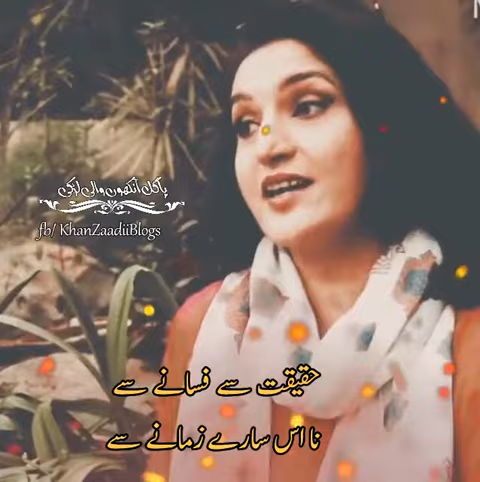 پاگل آنکھوں والی لڑکی
fb/ KhanZaadiiBlogs
حقیقت سے فسانے سے
نا اس سارے زمانے سے